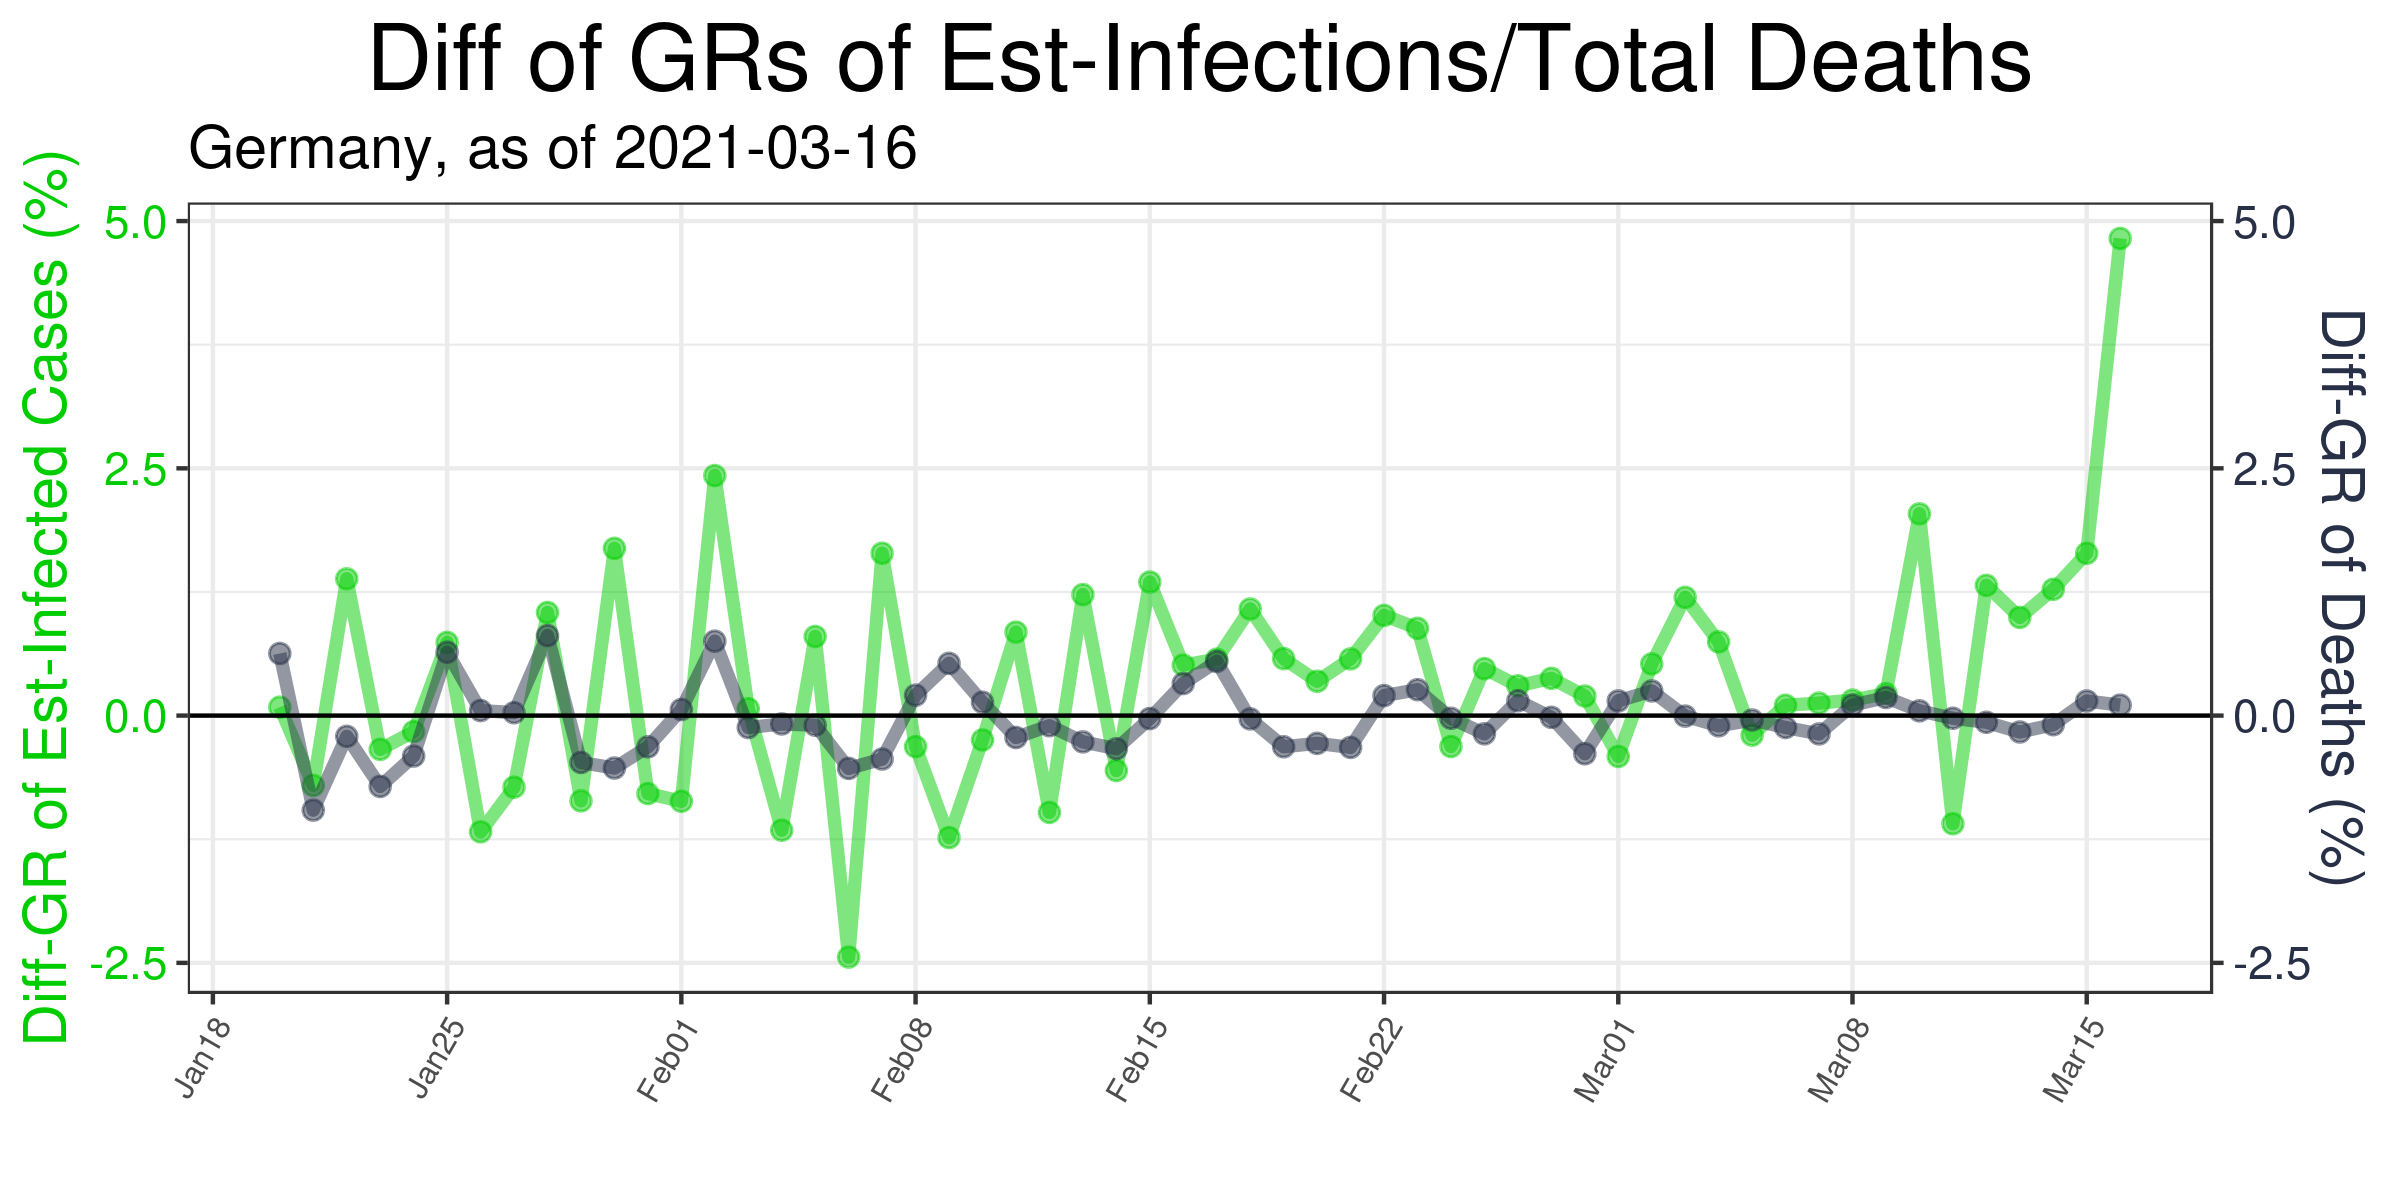 Diff of GRs of Est-Infections/Total Deaths
Germany, as of 2021-03-16
Diff-GR of Est-Infected Cases (%)
5.0
2.5
0.0
-2.5
5.0
2.5
0.0
-2.5
Diff-GR of Deaths (%)
Jan18
Jan25
Feb01
Feb08
Feb15
Feb22
Mar01
Mar08
Mar15